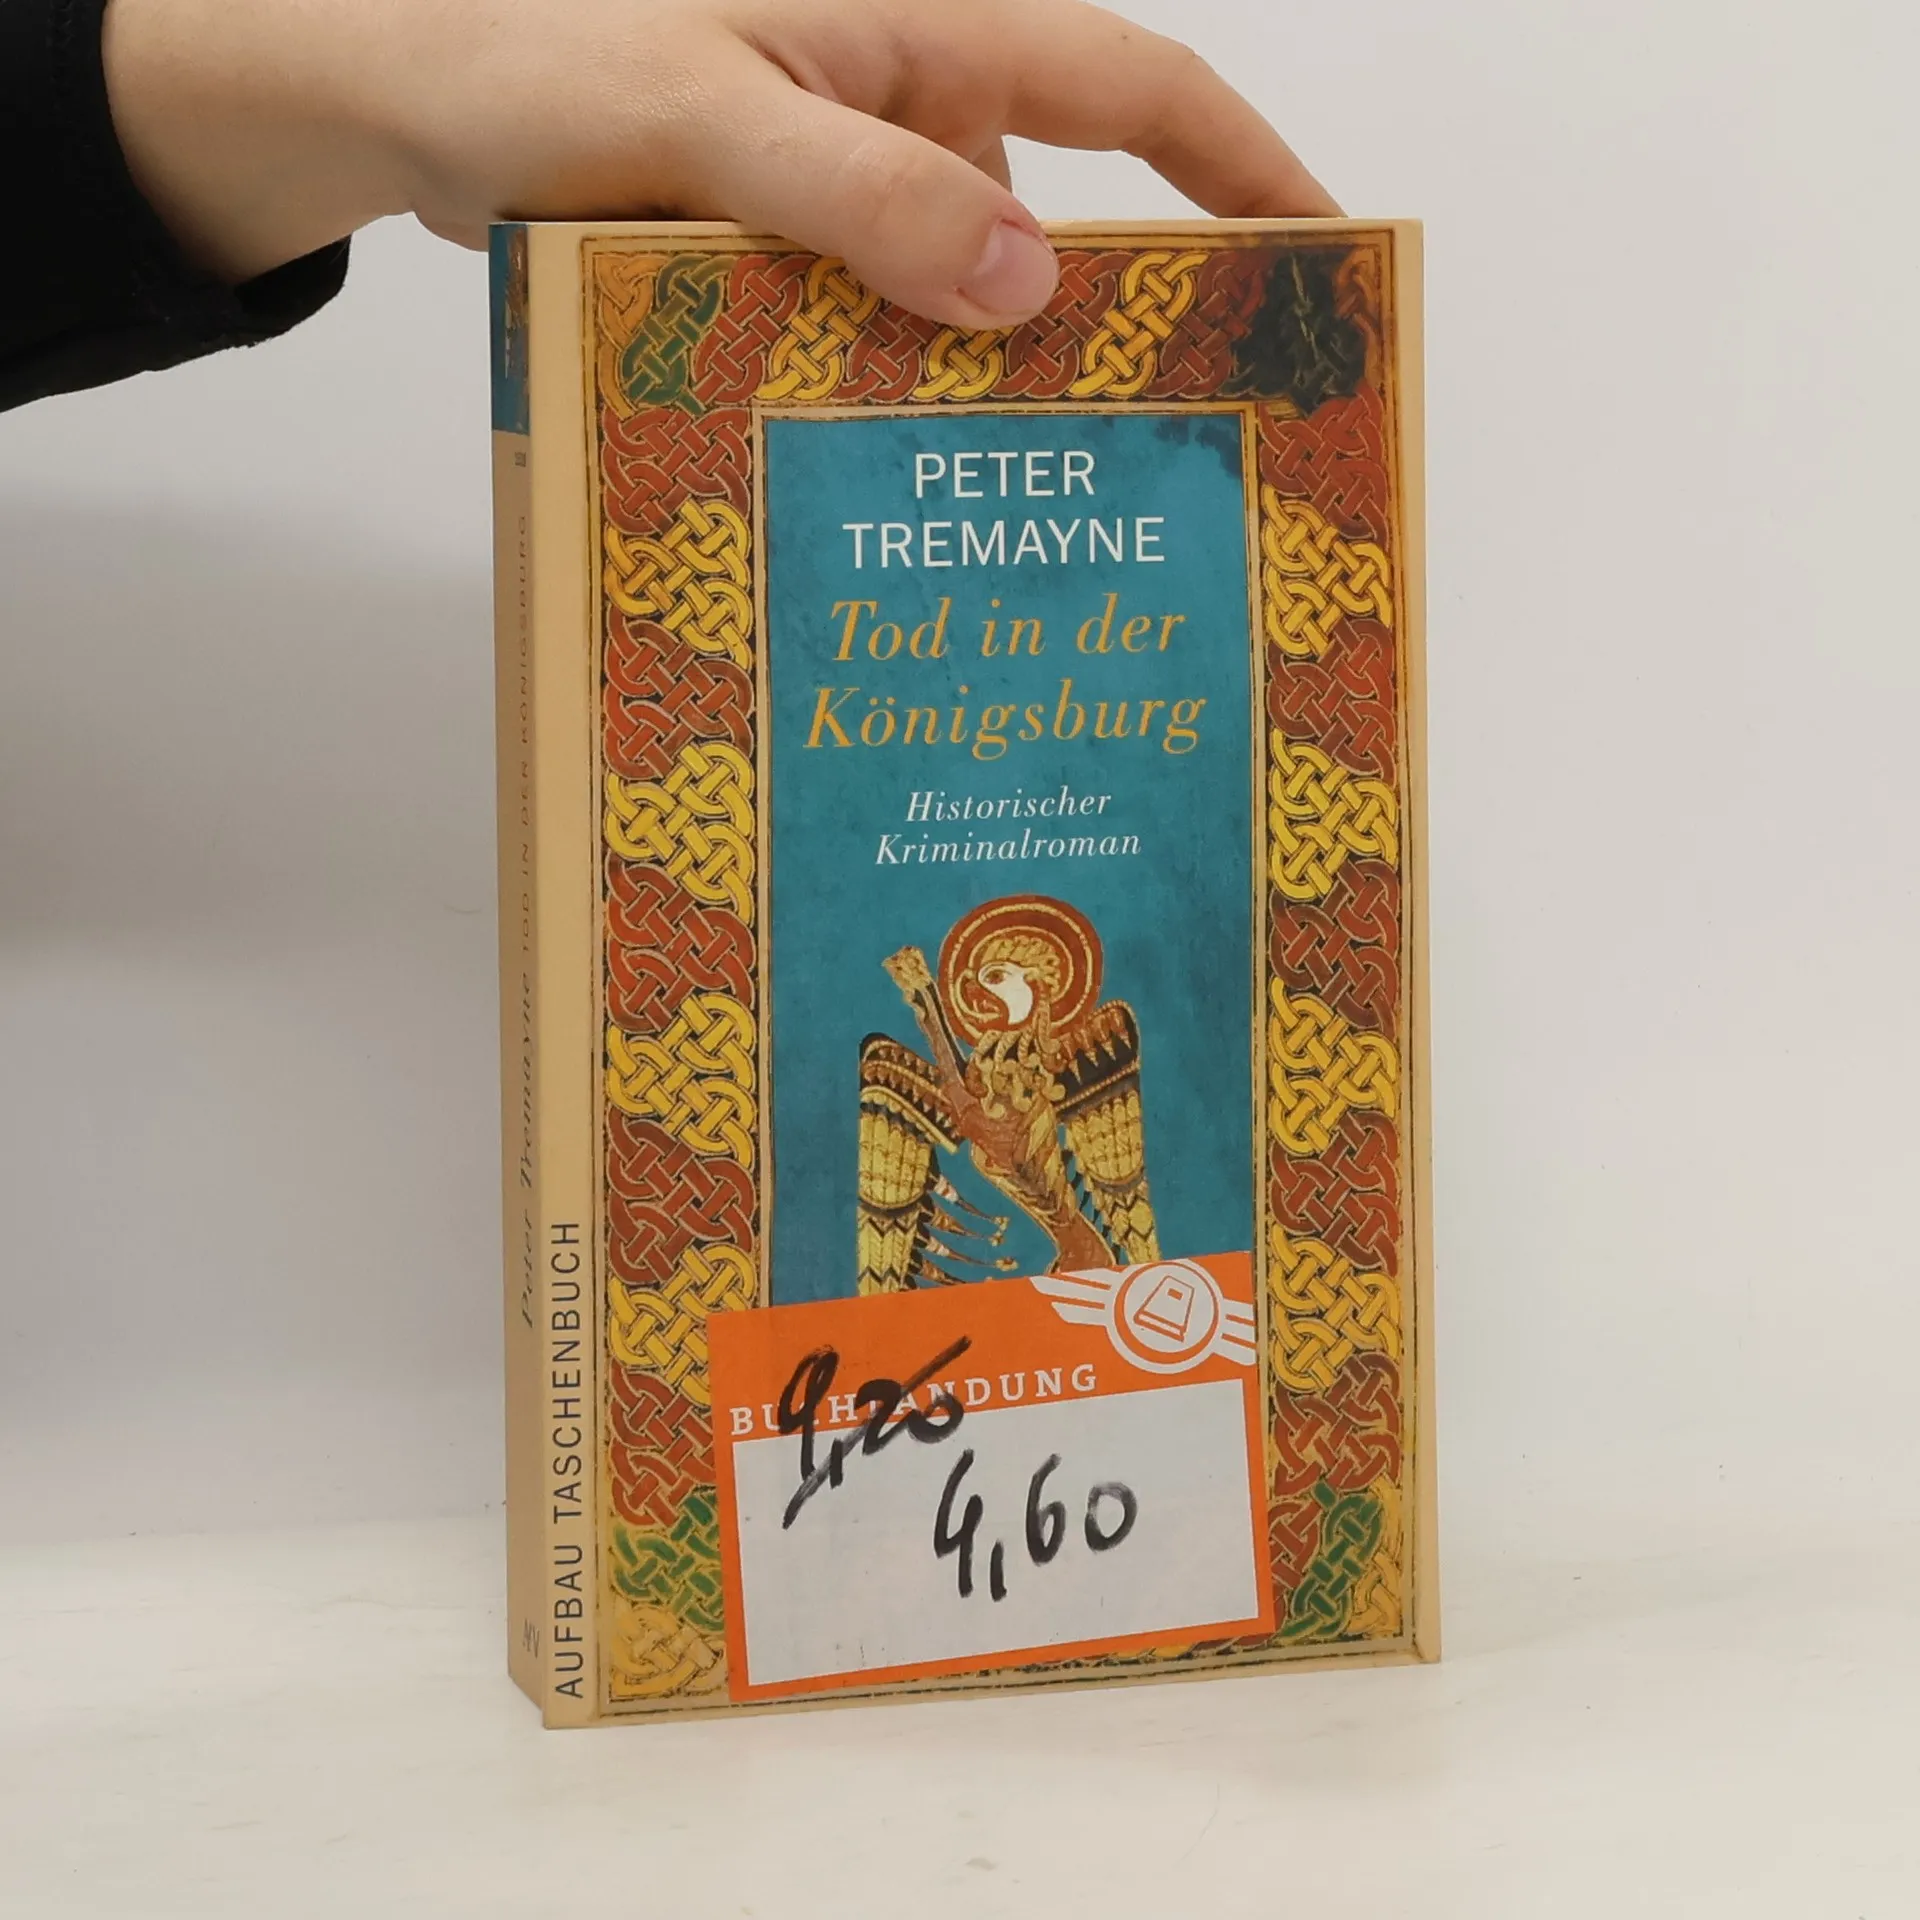 PETER
TREMAYNE
Tod in der
Königsburg
Historischer
Kriminalroman
BUCHLANDUNG
9,20
4,60
AUFBAU TASCHENBUCH
Peter Tremayne TOD IN DER KÖNIGSBURG